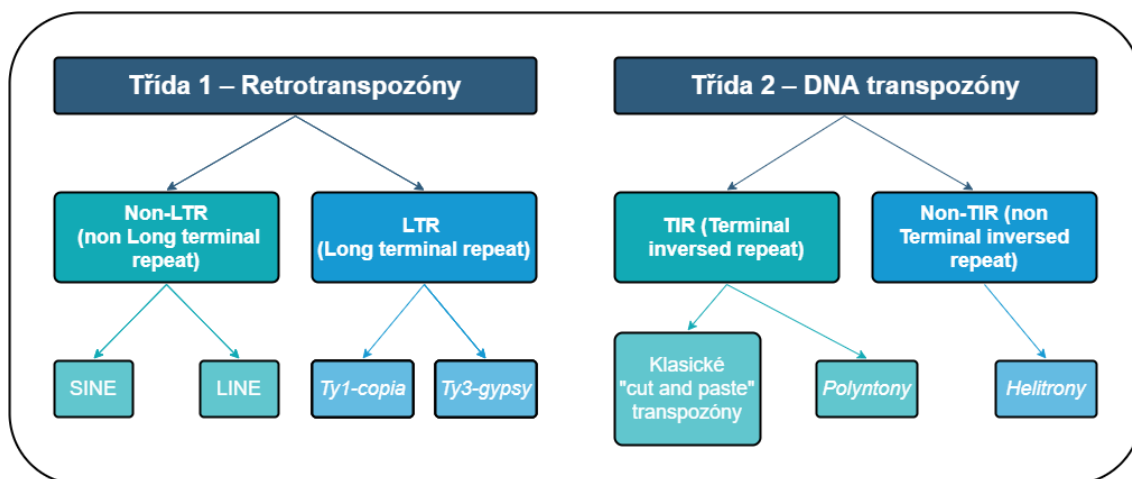 Třída 1 – Retrotranspozóny
Třída 2 – DNA transpozóny
Non-LTR
(non Long terminal
repeat)
LTR
(Long terminal repeat)
TIR (Terminal
inversed repeat)
Non-TIR (non
Terminal inversed
repeat)
SINE
LINE
Ty1-copia
Ty3-gypsy
Klasické
"cut and paste"
transpozóny
Polyntony
Helitrony